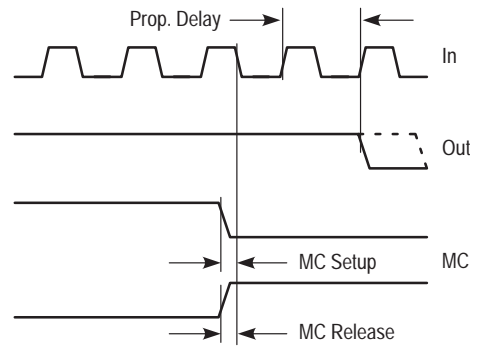 Prop. Delay
In
Out
MC Setup
MC
MC Release